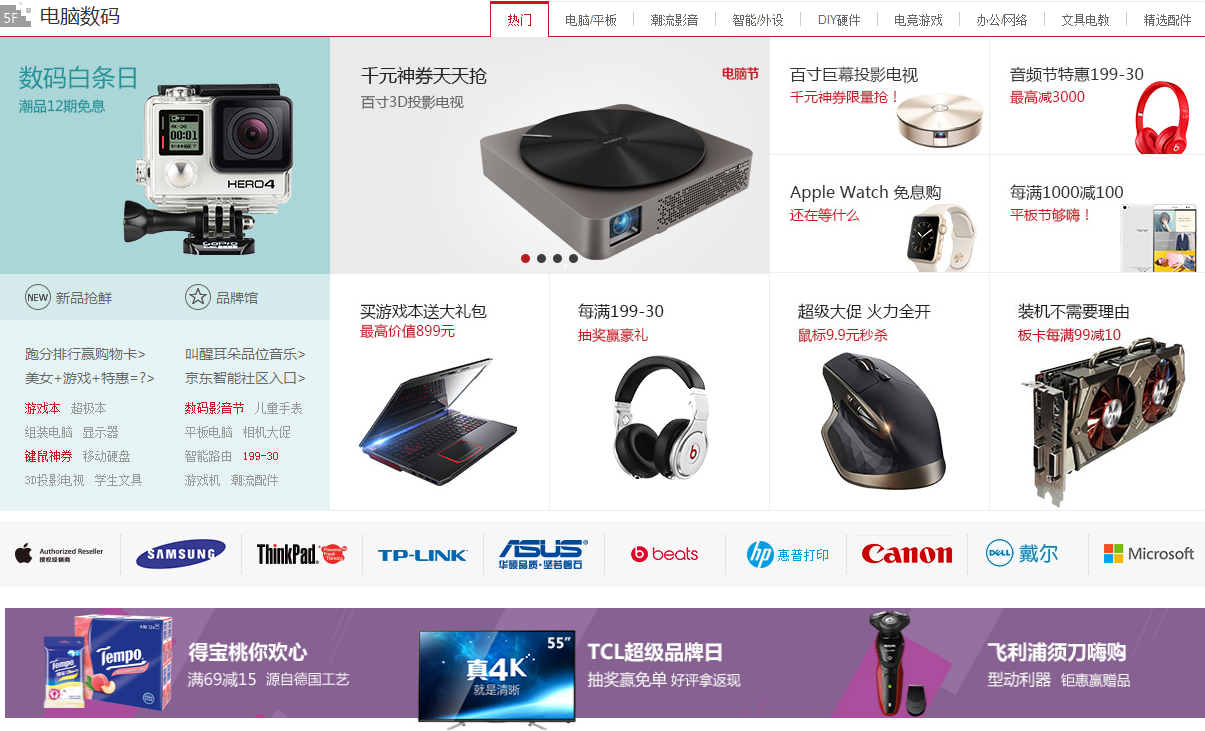 5F 电脑数码
热门 电脑/平板 潮流影音 智能/外设 DIY硬件 电竞游戏 办公/网络 文具电教 精选配件
数码白条日
潮品12期免息
4K-30
00:01
HERO4
GoPro
新品抢鲜
NEW
品牌馆
跑分排行赢购物卡>
叫醒耳朵品位音乐>
美女+游戏+特惠=?>
京东智能社区入口>
游戏本 超极本
数码影音节 儿童手表
组装电脑 显示器
平板电脑 相机大促
键鼠神券 移动硬盘
智能路由 199-30
3D投影电视 学生文具
游戏机 潮流配件
千元神券天天抢
百寸3D投影电视
电脑节
百寸巨幕投影电视
千元神券限量抢！
音频节特惠199-30
最高减3000
Apple Watch 免息购
还在等什么
每满1000减100
平板节够嗨！
买游戏本送大礼包
最高价值899元
每满199-30
抽奖赢豪礼
超级大促 火力全开
鼠标9.9元秒杀
装机不需要理由
板卡每满99减10
Authorized Reseller
授权经销商
SAMSUNG
ThinkPad
Powered Fresh Thinking
TP-LINK
ASUS
华硕品质·坚若磐石
beats
hp 惠普打印
Canon
DELL 戴尔
Microsoft
Tempo
Tempo
得宝桃你欢心
满69减15 源自德国工艺
55”
真4K
就是清晰
TCL超级品牌日
抽奖赢免单 好评拿返现
飞利浦须刀嗨购
型动利器 钜惠赢赠品